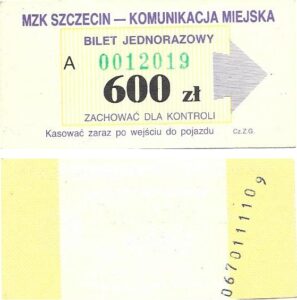 MZK SZCZECIN — KOMUNIKACJA MIEJSKA
BILET JEDNORAZOWY
A 0012019
600 zł
ZACHOWAĆ DLA KONTROLI
Kasować zaraz po wejściu do pojazdu Cz.Z.G.
0670111109